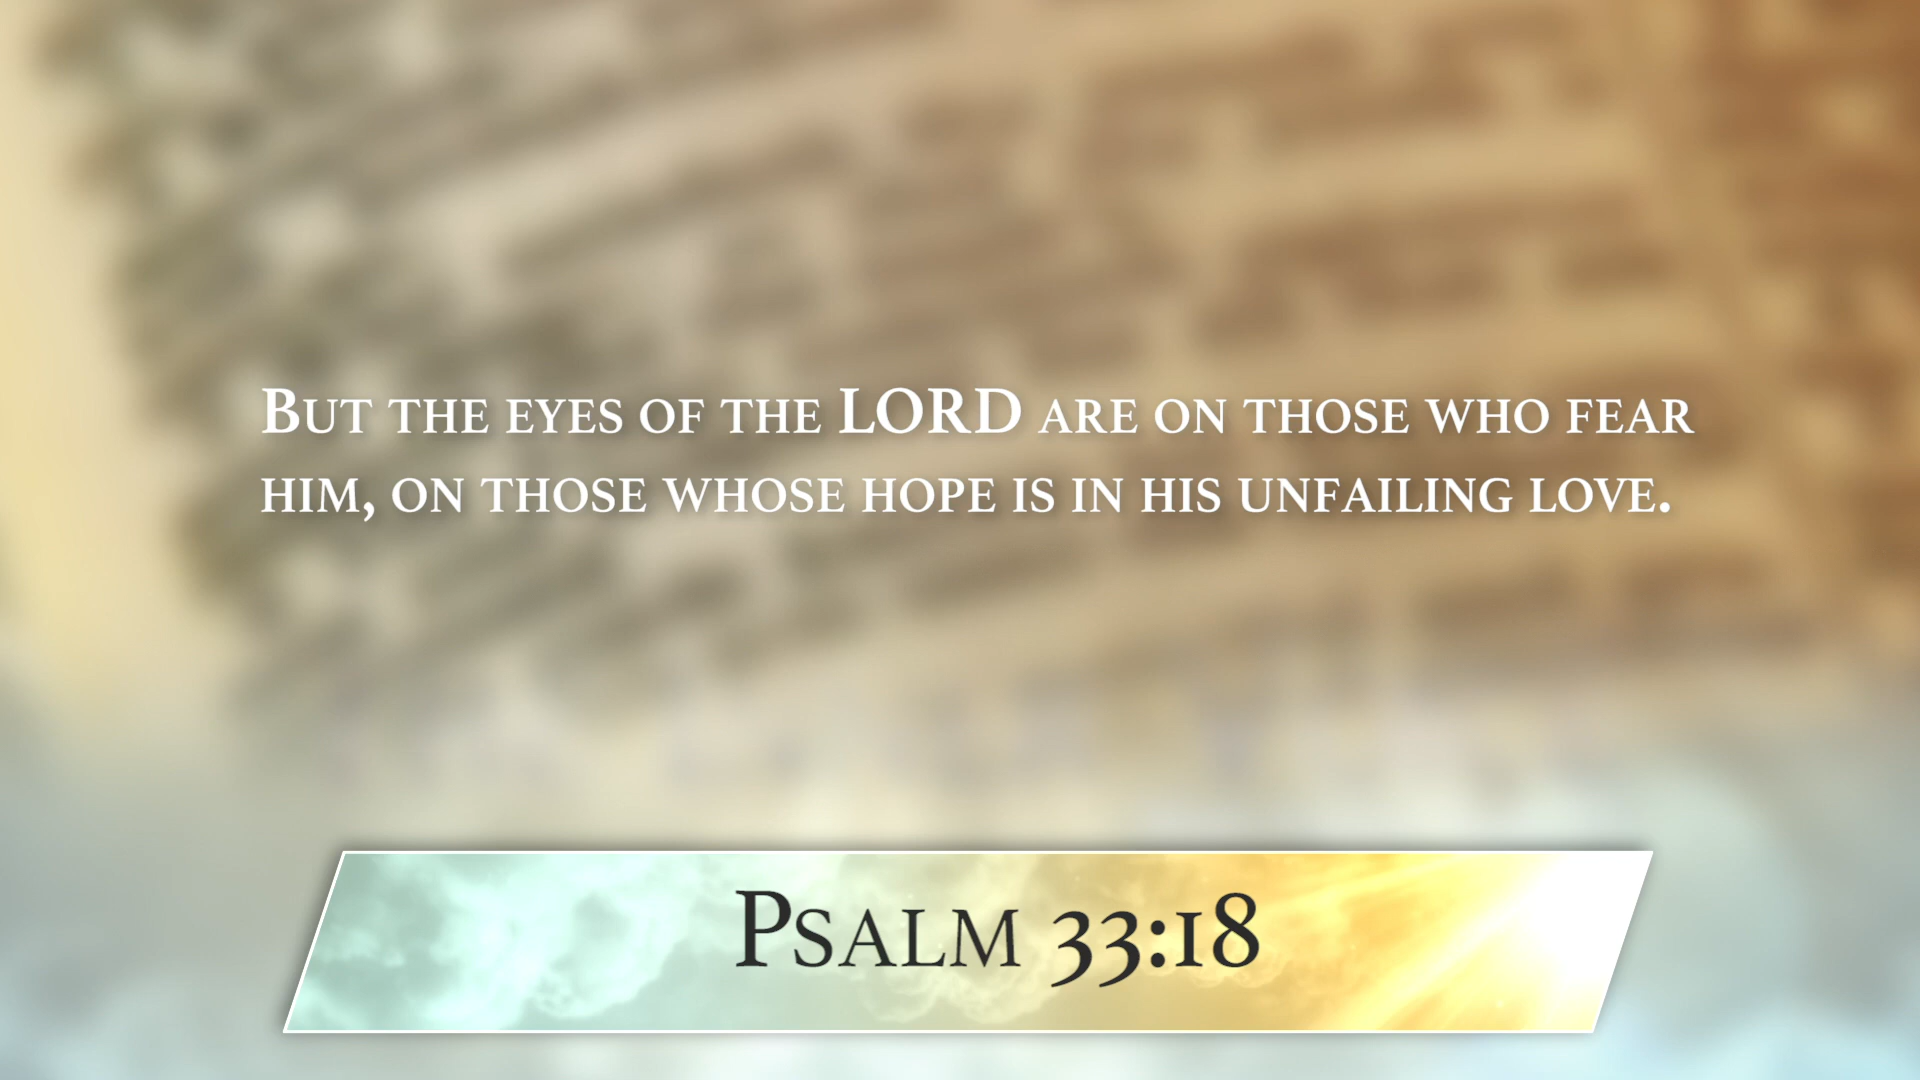 But the eyes of the LORD are on those who fear
him, on those whose hope is in his unfailing love.
Psalm 33:18